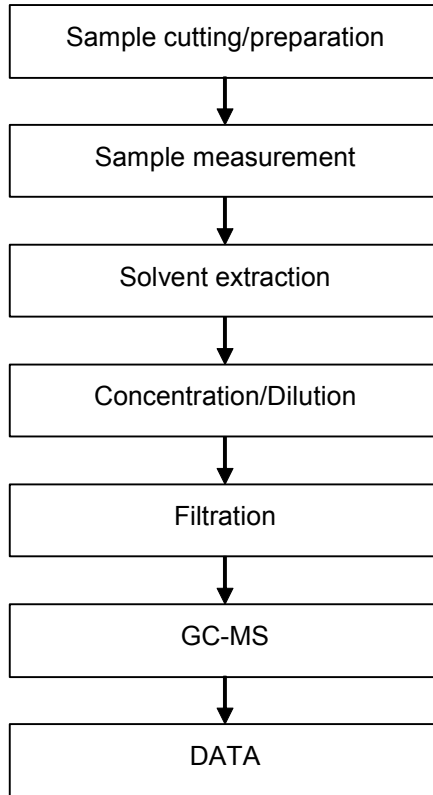 Sample cutting/preparation
Sample measurement
Solvent extraction
Concentration/Dilution
Filtration
GC-MS
DATA